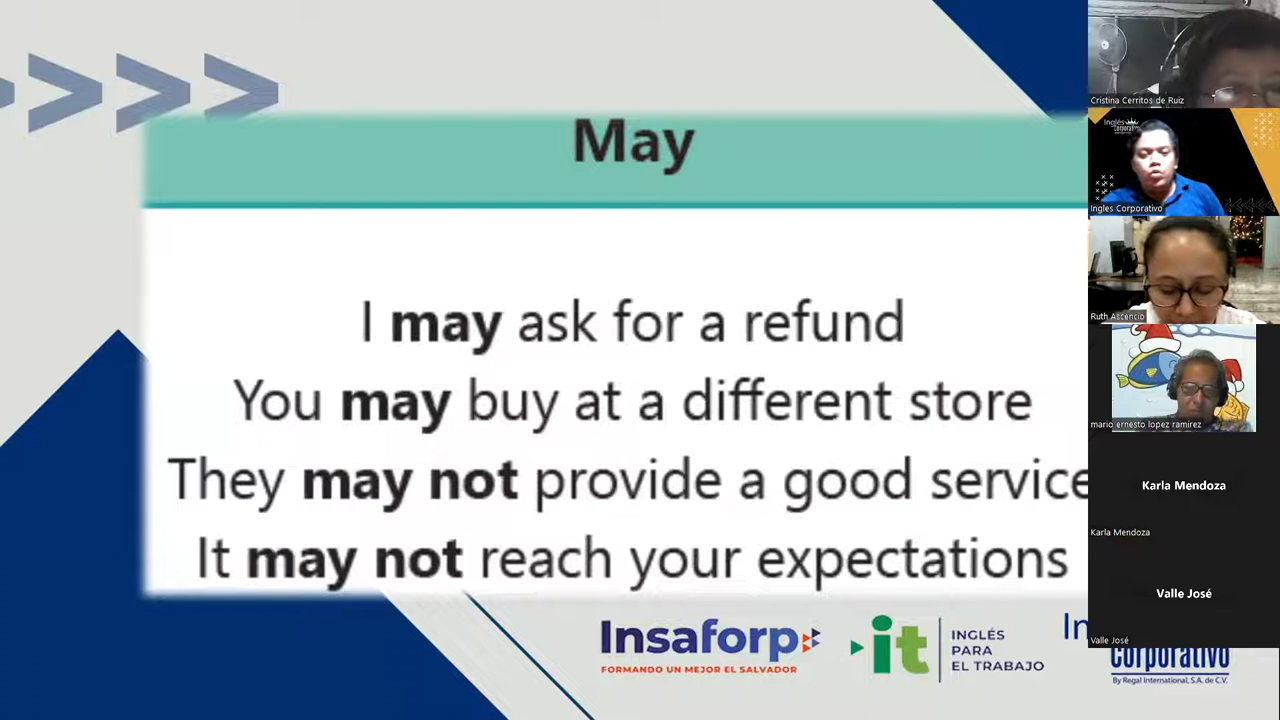 May
I may ask for a refund
You may buy at a different store
They may not provide a good service
It may not reach your expectations
Insaforp
FORMANDO UN MEJOR EL SALVADOR
it
INGLÉS
PARA
EL TRABAJO
In
corporativo
By Regal International, S.A. de C.V.
Cristina Cerritos de Ruiz
Inglés
Corporativo
Ingles Corporativo
Ruth Ascencio
mario ernesto lopez ramirez
Karla Mendoza
Karla Mendoza
Valle José
Valle José